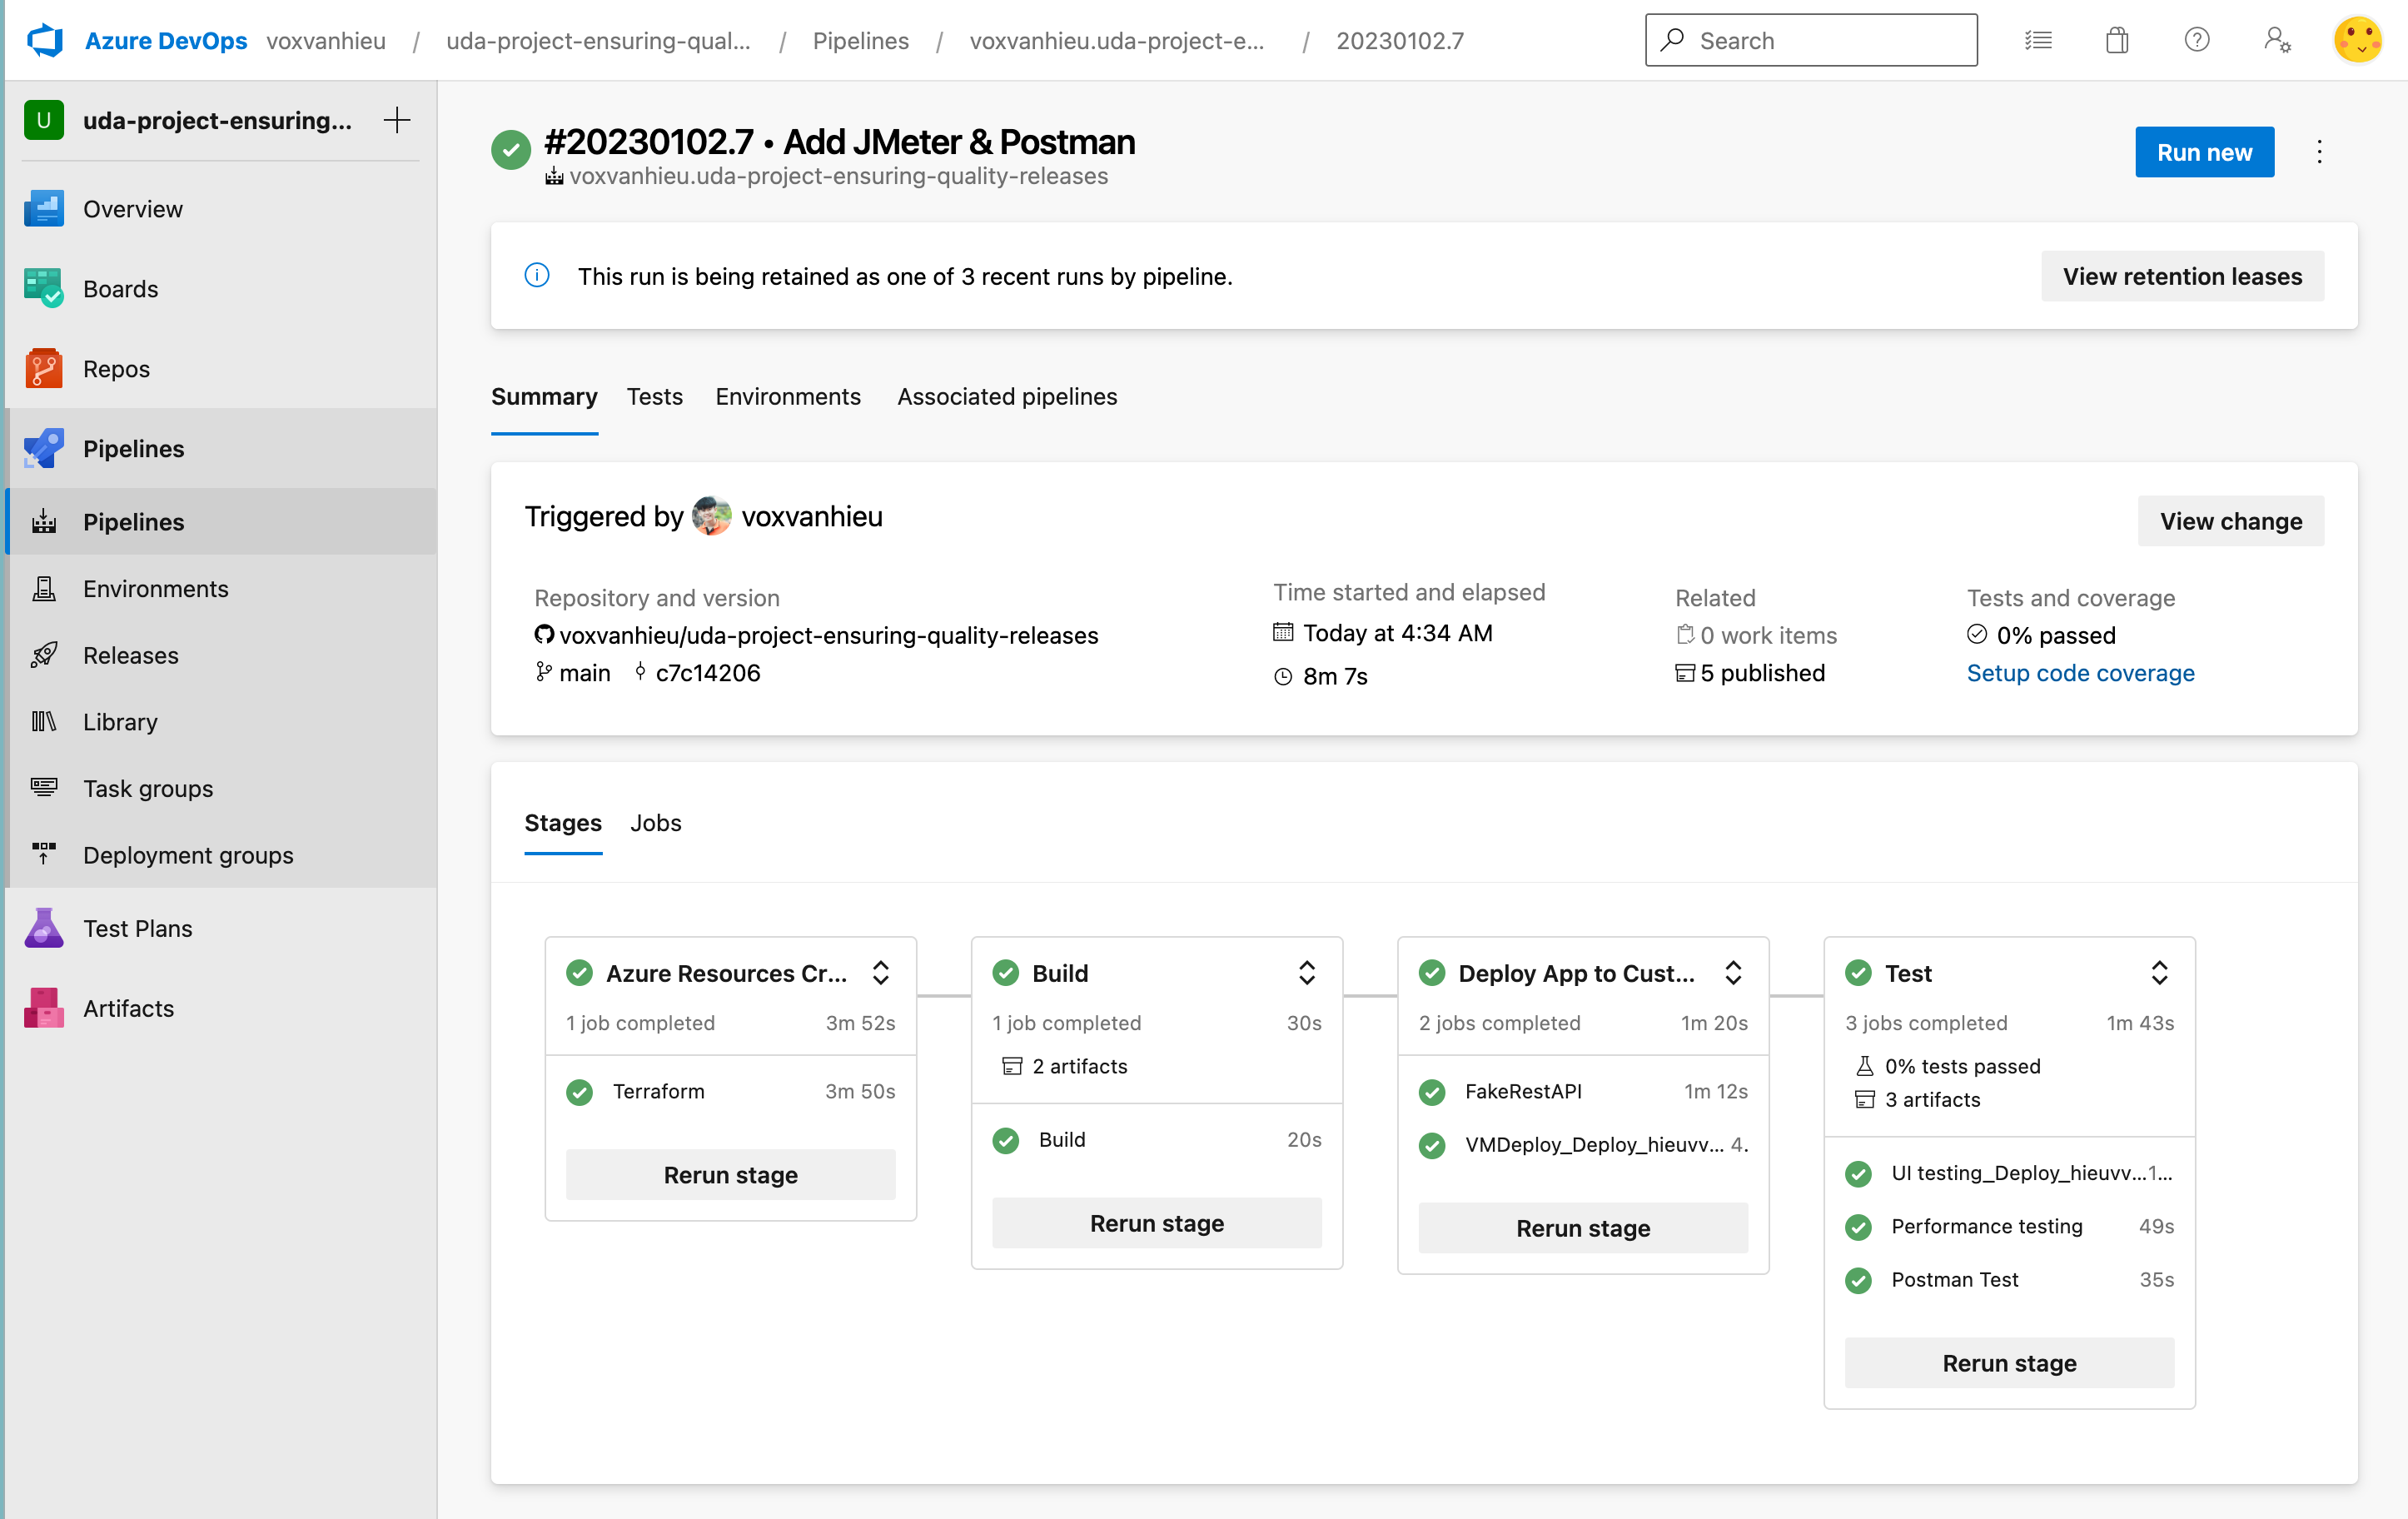 Azure DevOps voxvanhieu / uda-project-ensuring-qual... / Pipelines / voxvanhieu.uda-project-e... / 20230102.7
Search
U uda-project-ensuring...
Overview
Boards
Repos
Pipelines
Pipelines
Environments
Releases
Library
Task groups
Deployment groups
Test Plans
Artifacts
#20230102.7 • Add JMeter & Postman
voxvanhieu.uda-project-ensuring-quality-releases
Run new
This run is being retained as one of 3 recent runs by pipeline.
View retention leases
Summary Tests Environments Associated pipelines
Triggered by voxvanhieu
View change
Repository and version
voxvanhieu/uda-project-ensuring-quality-releases
main c7c14206
Time started and elapsed
Today at 4:34 AM
8m 7s
Related
0 work items
5 published
Tests and coverage
0% passed
Setup code coverage
Stages Jobs
Azure Resources Cr...
1 job completed 3m 52s
Terraform 3m 50s
Rerun stage
Build
1 job completed 30s
2 artifacts
Build 20s
Rerun stage
Deploy App to Cust...
2 jobs completed 1m 20s
FakeRestAPI 1m 12s
VMDeploy_Deploy_hieuvv... 4.
Rerun stage
Test
3 jobs completed 1m 43s
0% tests passed
3 artifacts
UI testing_Deploy_hieuvv...1...
Performance testing 49s
Postman Test 35s
Rerun stage